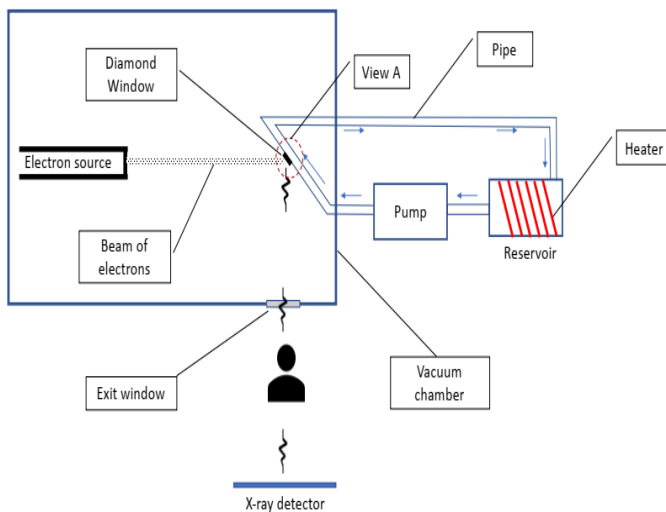 Diamond
Window
View A
Pipe
Heater
Electron source
Pump
Reservoir
Beam of
electrons
Exit window
Vacuum
chamber
X-ray detector